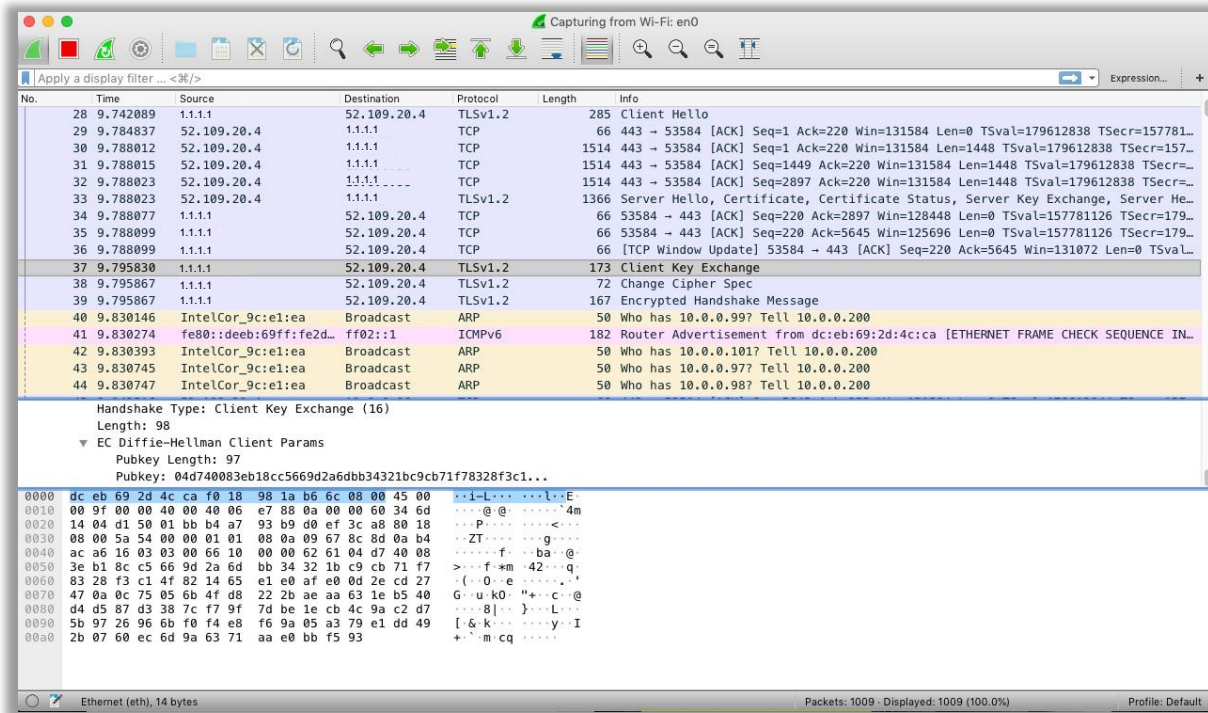 Capturing from Wi-Fi: en0
Apply a display filter ... <⌘/>
Expression... +
No. Time Source Destination Protocol Length Info
28 9.742089 1.1.1.1 52.109.20.4 TLSv1.2 285 Client Hello
29 9.784837 52.109.20.4 1.1.1.1 TCP 66 443 → 53584 [ACK] Seq=1 Ack=220 Win=131584 Len=0 TSval=179612838 TSecr=157781…
30 9.788012 52.109.20.4 1.1.1.1 TCP 1514 443 → 53584 [ACK] Seq=1 Ack=220 Win=131584 Len=1448 TSval=179612838 TSecr=157…
31 9.788015 52.109.20.4 1.1.1.1 TCP 1514 443 → 53584 [ACK] Seq=1449 Ack=220 Win=131584 Len=1448 TSval=179612838 TSecr=…
32 9.788023 52.109.20.4 1.1.1.1 TCP 1514 443 → 53584 [ACK] Seq=2897 Ack=220 Win=131584 Len=1448 TSval=179612838 TSecr=…
33 9.788023 52.109.20.4 1.1.1.1 TLSv1.2 1366 Server Hello, Certificate, Certificate Status, Server Key Exchange, Server He…
34 9.788077 1.1.1.1 52.109.20.4 TCP 66 53584 → 443 [ACK] Seq=220 Ack=2897 Win=128448 Len=0 TSval=157781126 TSecr=179…
35 9.788099 1.1.1.1 52.109.20.4 TCP 66 53584 → 443 [ACK] Seq=220 Ack=5645 Win=125696 Len=0 TSval=157781126 TSecr=179…
36 9.788099 1.1.1.1 52.109.20.4 TCP 66 [TCP Window Update] 53584 → 443 [ACK] Seq=220 Ack=5645 Win=131072 Len=0 TSval…
37 9.795830 1.1.1.1 52.109.20.4 TLSv1.2 173 Client Key Exchange
38 9.795867 1.1.1.1 52.109.20.4 TLSv1.2 72 Change Cipher Spec
39 9.795867 1.1.1.1 52.109.20.4 TLSv1.2 167 Encrypted Handshake Message
40 9.830146 IntelCor_9c:e1:ea Broadcast ARP 50 Who has 10.0.0.99? Tell 10.0.0.200
41 9.830274 fe80::deeb:69ff:fe2d… ff02::1 ICMPv6 182 Router Advertisement from dc:eb:69:2d:4c:ca [ETHERNET FRAME CHECK SEQUENCE IN…
42 9.830393 IntelCor_9c:e1:ea Broadcast ARP 50 Who has 10.0.0.101? Tell 10.0.0.200
43 9.830745 IntelCor_9c:e1:ea Broadcast ARP 50 Who has 10.0.0.97? Tell 10.0.0.200
44 9.830747 IntelCor_9c:e1:ea Broadcast ARP 50 Who has 10.0.0.98? Tell 10.0.0.200
Handshake Type: Client Key Exchange (16)
Length: 98
EC Diffie-Hellman Client Params
Pubkey Length: 97
Pubkey: 04d740083eb18cc5669d2a6dbb34321bc9cb71f78328f3c1...
0000 dc eb 69 2d 4c ca f0 18 98 1a b6 6c 08 00 45 00 ··i-L··· ···l··E·
0010 00 9f 00 00 40 00 40 06 e7 88 0a 00 00 60 34 6d ····@·@· ·····`4m
0020 14 04 d1 50 01 bb b4 a7 93 b9 d0 ef 3c a8 80 18 ···P···· ····<···
0030 08 00 5a 54 00 00 01 01 08 0a 09 67 8c 8d 0a b4 ··ZT···· ···g····
0040 ac a6 16 03 03 00 66 10 00 00 62 61 04 d7 40 08 ······f· ··ba··@·
0050 3e b1 8c c5 66 9d 2a 6d bb 34 32 1b c9 cb 71 f7 >···f·*m ·42···q·
0060 83 28 f3 c1 4f 82 14 65 e1 e0 af e0 0d 2e cd 27 ·(··O··e ·····.·'
0070 47 0a 0c 75 05 6b 4f d8 22 2b ae aa 63 1e b5 40 G··u·kO· "+··c··@
0080 d4 d5 87 d3 38 7c f7 9f 7d be 1e cb 4c 9a c2 d7 ····8|·· }···L···
0090 5b 97 26 96 6b f0 f4 e8 f6 9a 05 a3 79 e1 dd 49 [·&·k··· ····y··I
00a0 2b 07 60 ec 6d 9a 63 71 aa e0 bb f5 93 +·`·m·cq ·····
Ethernet (eth), 14 bytes
Packets: 1009 · Displayed: 1009 (100.0%)
Profile: Default